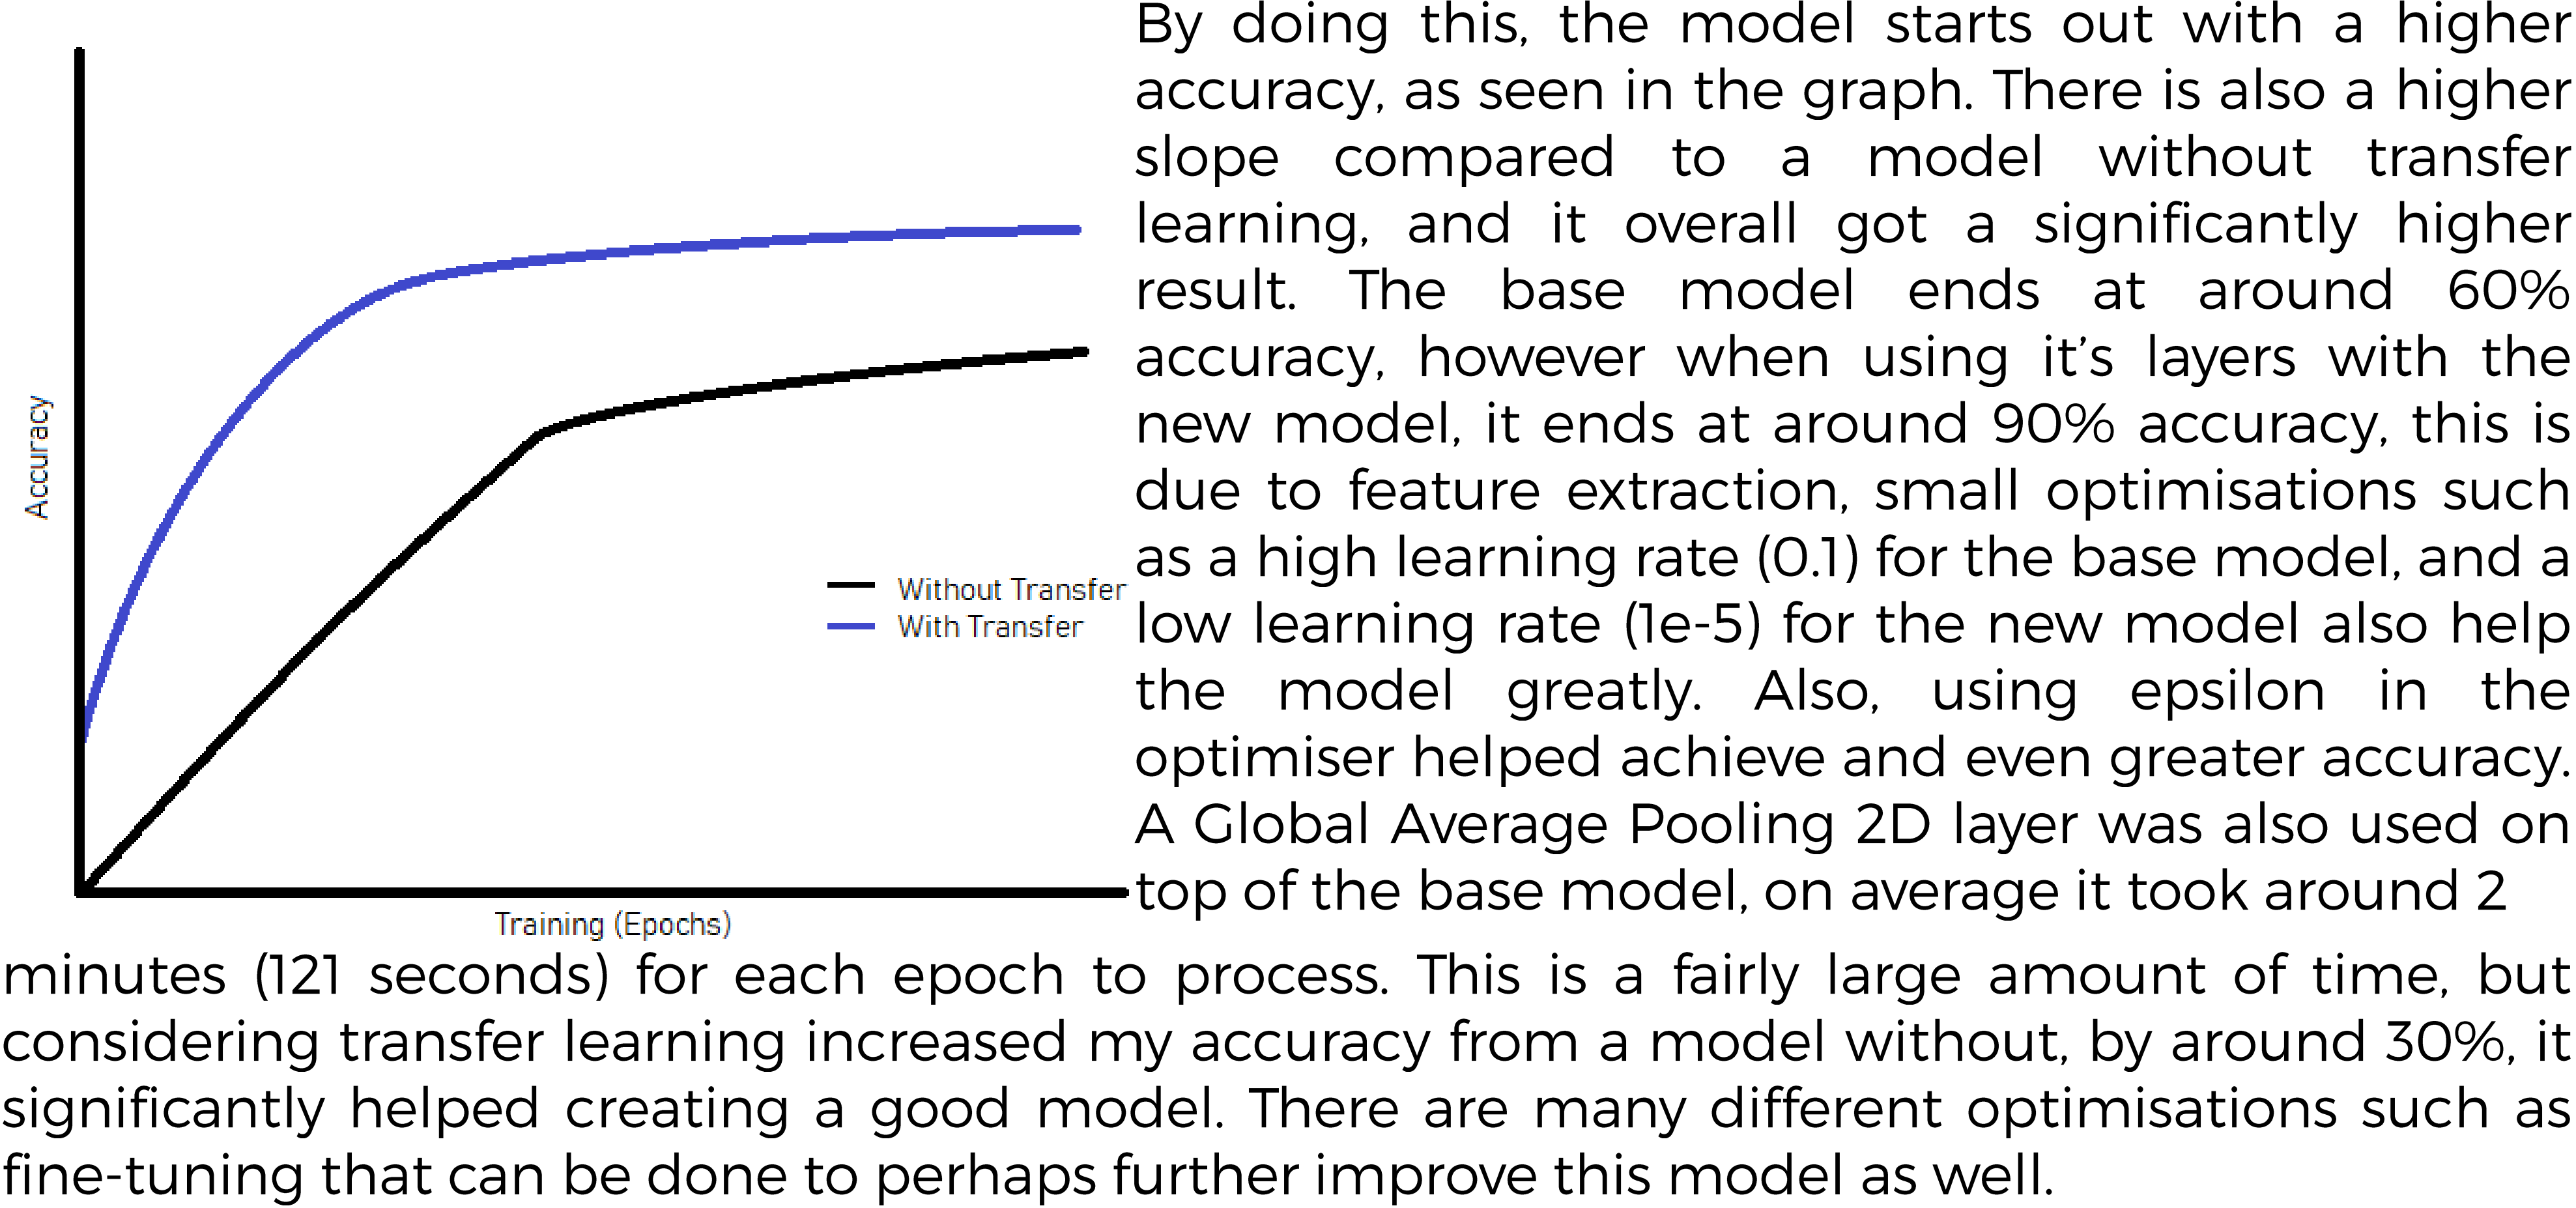 By doing this, the model starts out with a higher
accuracy, as seen in the graph. There is also a higher
slope compared to a model without transfer
learning, and it overall got a significantly higher
result. The base model ends at around 60%
accuracy, however when using it’s layers with the
new model, it ends at around 90% accuracy, this is
due to feature extraction, small optimisations such
as a high learning rate (0.1) for the base model, and a
low learning rate (1e-5) for the new model also help
the model greatly. Also, using epsilon in the
optimiser helped achieve and even greater accuracy.
A Global Average Pooling 2D layer was also used on
top of the base model, on average it took around 2
minutes (121 seconds) for each epoch to process. This is a fairly large amount of time, but
considering transfer learning increased my accuracy from a model without, by around 30%, it
significantly helped creating a good model. There are many different optimisations such as
fine-tuning that can be done to perhaps further improve this model as well.
Accuracy
Without Transfer
With Transfer
Training (Epochs)